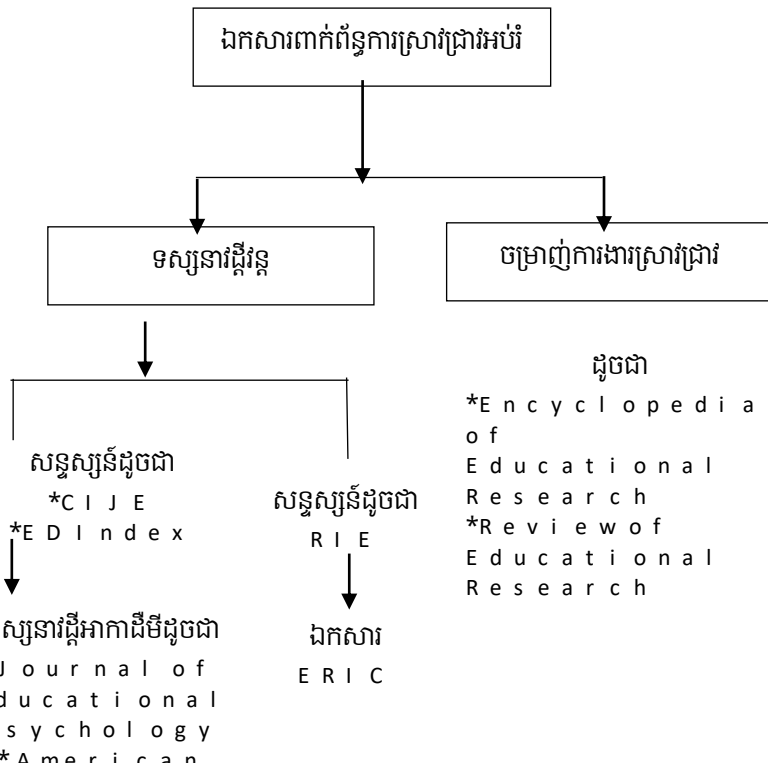 ឯកសារពាក់ព័ន្ធការស្រាវជ្រាវអប់រំ
ទស្សនាវដ្ដីវន្ត
ចម្រាញ់ការងារស្រាវជ្រាវ
សន្ទស្សន៍ដូចជា
*CIJE
*EDIndex
ស្សនាវដ្ដីអាកាដឺមីដូចជា
Journal of
ducational
sychology
*American
សន្ទស្សន៍ដូចជា
RIE
ឯកសារ
ERIC
ដូចជា
*Encyclopedia
of
Educational
Research
*Reviewof
Educational
Research